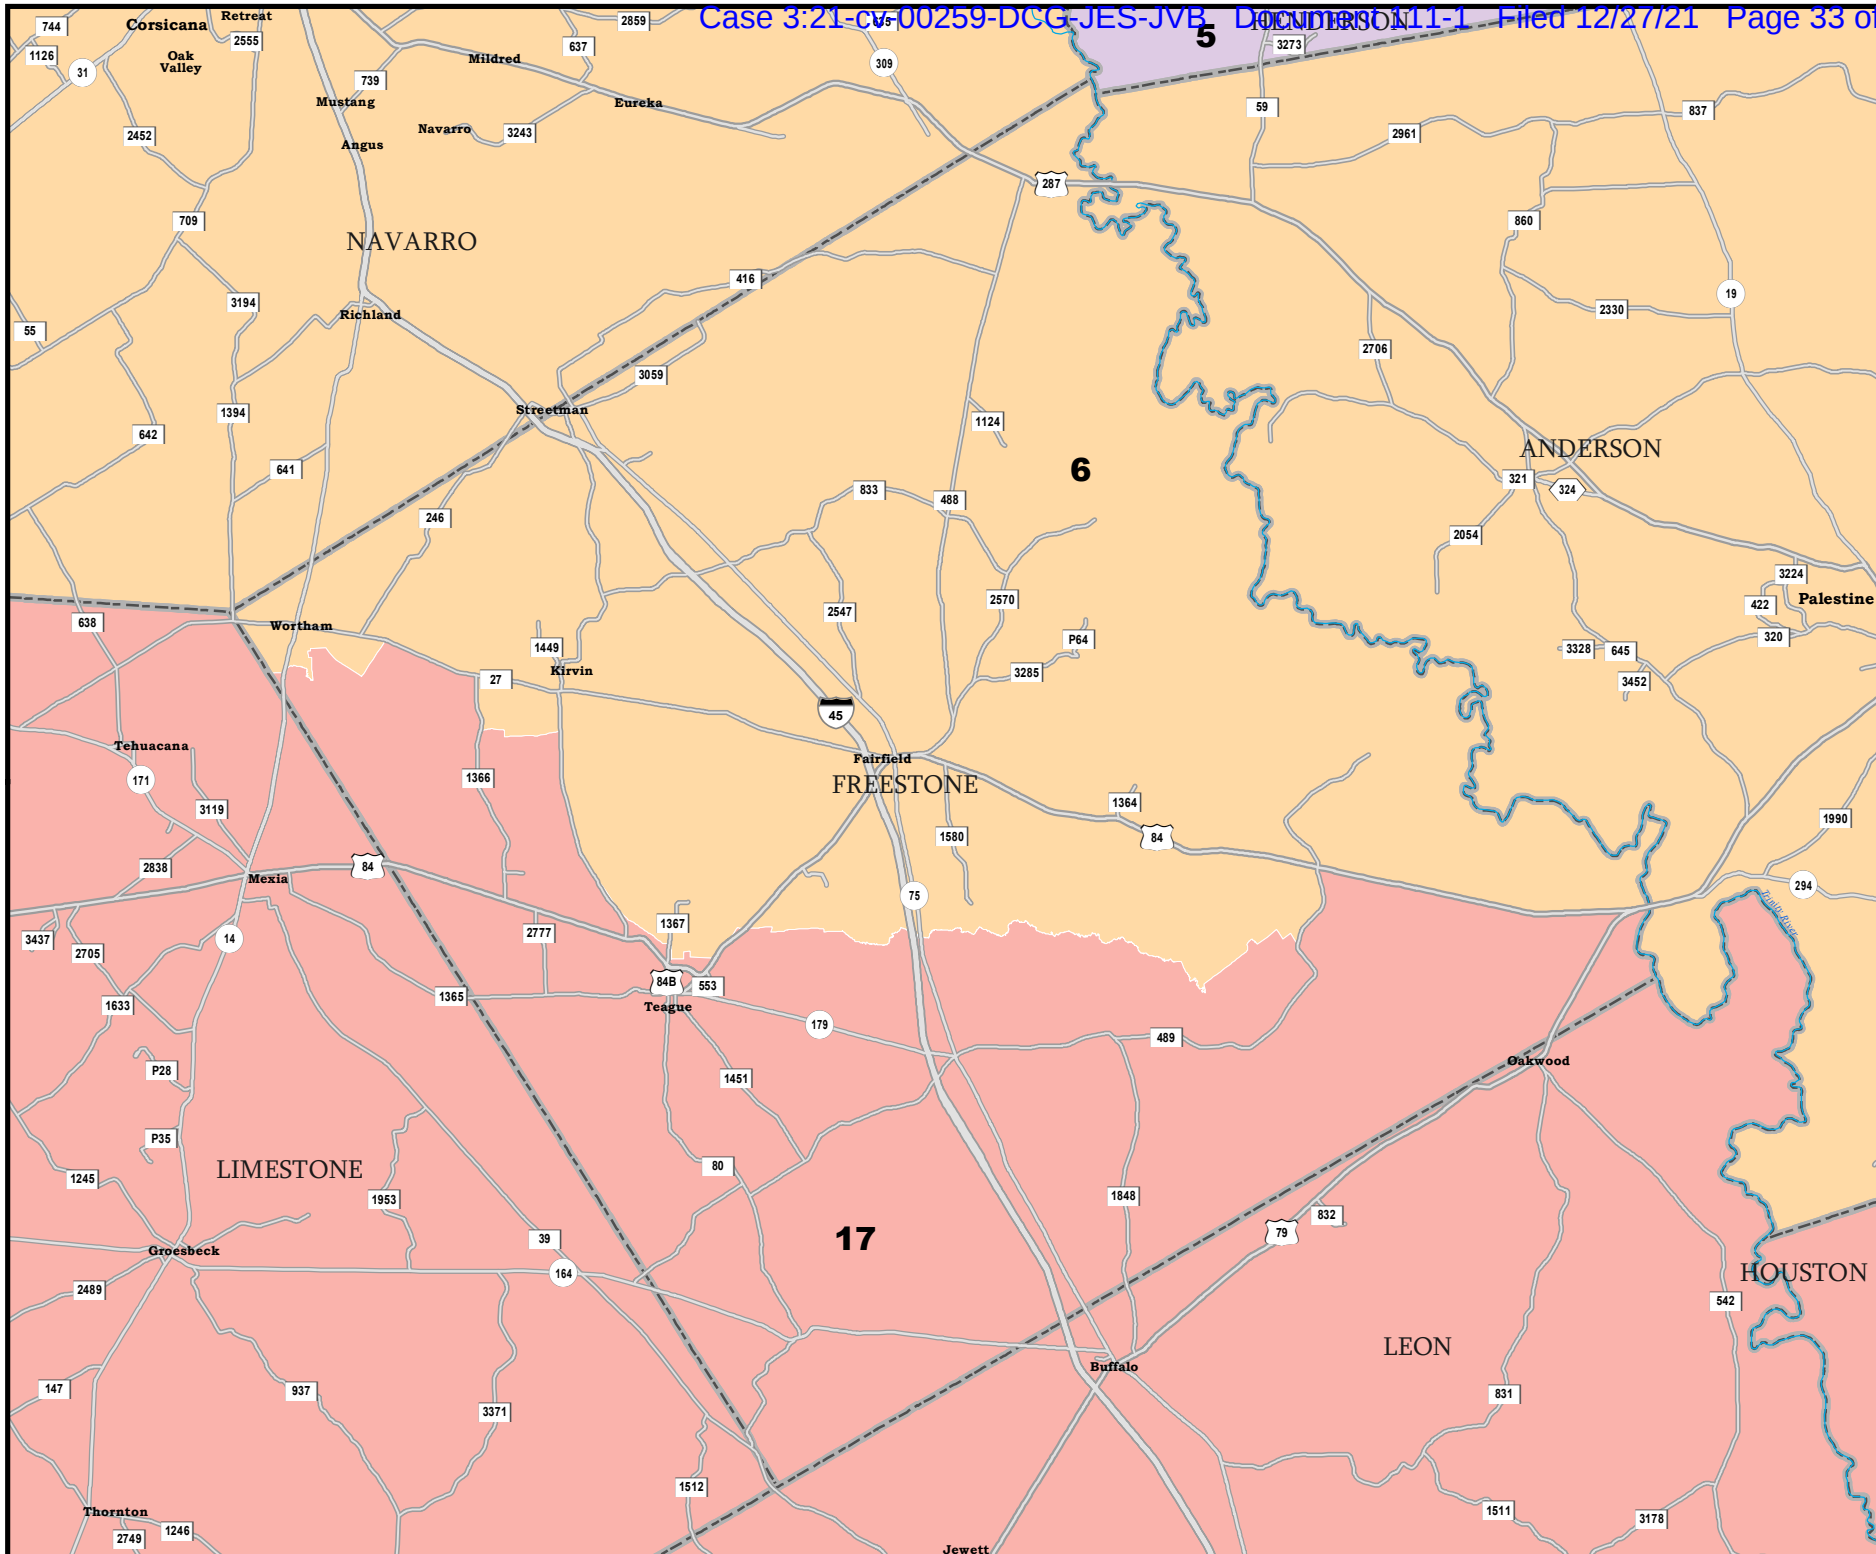 Case 3:21-cv-00259-DCG-JES-JVB Document 111-1 Filed 12/27/21 Page 33 of
744
Corsicana
Retreat
2859
635
5
HENDERSON
1126
31
Oak
Valley
2555
637
309
3273
739
Mildred
Mustang
Eureka
59
837
2452
Angus
Navarro
3243
2961
287
709
NAVARRO
860
416
19
3194
Richland
2330
55
3059
2706
1394
Streetman
1124
642
641
6
ANDERSON
833
488
321
324
246
2054
3224
638
2547
2570
422
Palestine
Wortham
P64
320
1449
3328
645
27
Kirvin
3285
3452
45
Tehuacana
Fairfield
171
1366
FREESTONE
3119
1364
1990
1580
84
2838
84
Mexia
75
294
Trinity River
3437
14
2777
1367
2705
84B
553
1633
1365
Teague
179
489
P28
1451
Oakwood
P35
LIMESTONE
80
1245
1953
1848
832
Groesbeck
39
17
79
164
HOUSTON
2489
542
LEON
Buffalo
147
937
831
3371
1512
Thornton
1511
3178
2749
1246
Jewett